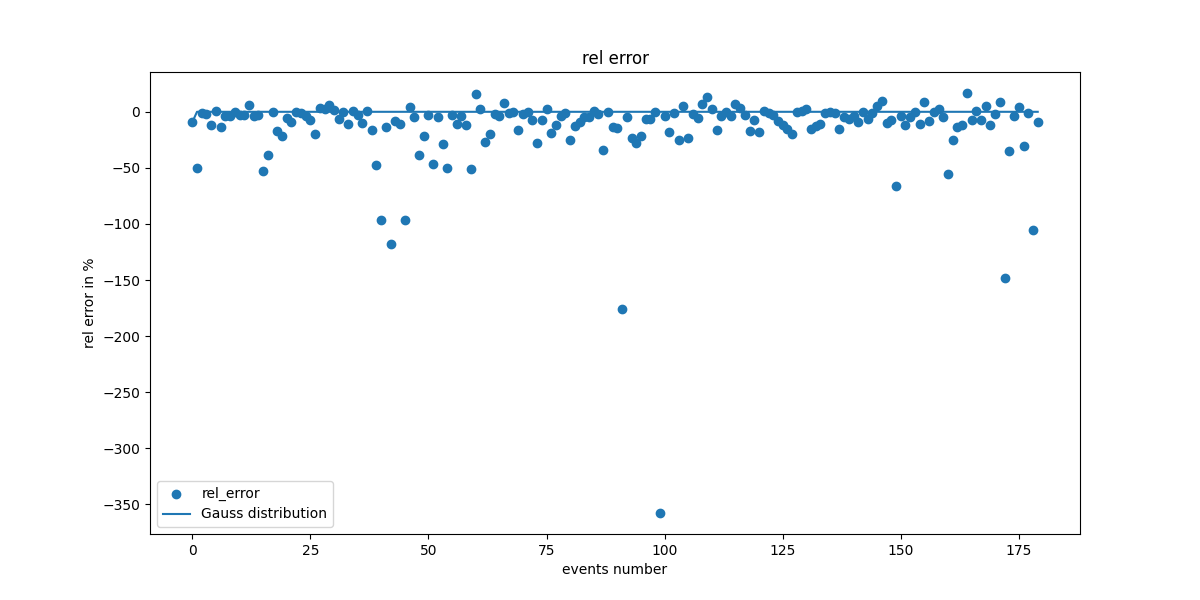 rel error
0
−50
−100
−150
−200
−250
−300
−350
rel error in %
rel_error
Gauss distribution
0 25 50 75 100 125 150 175
events number